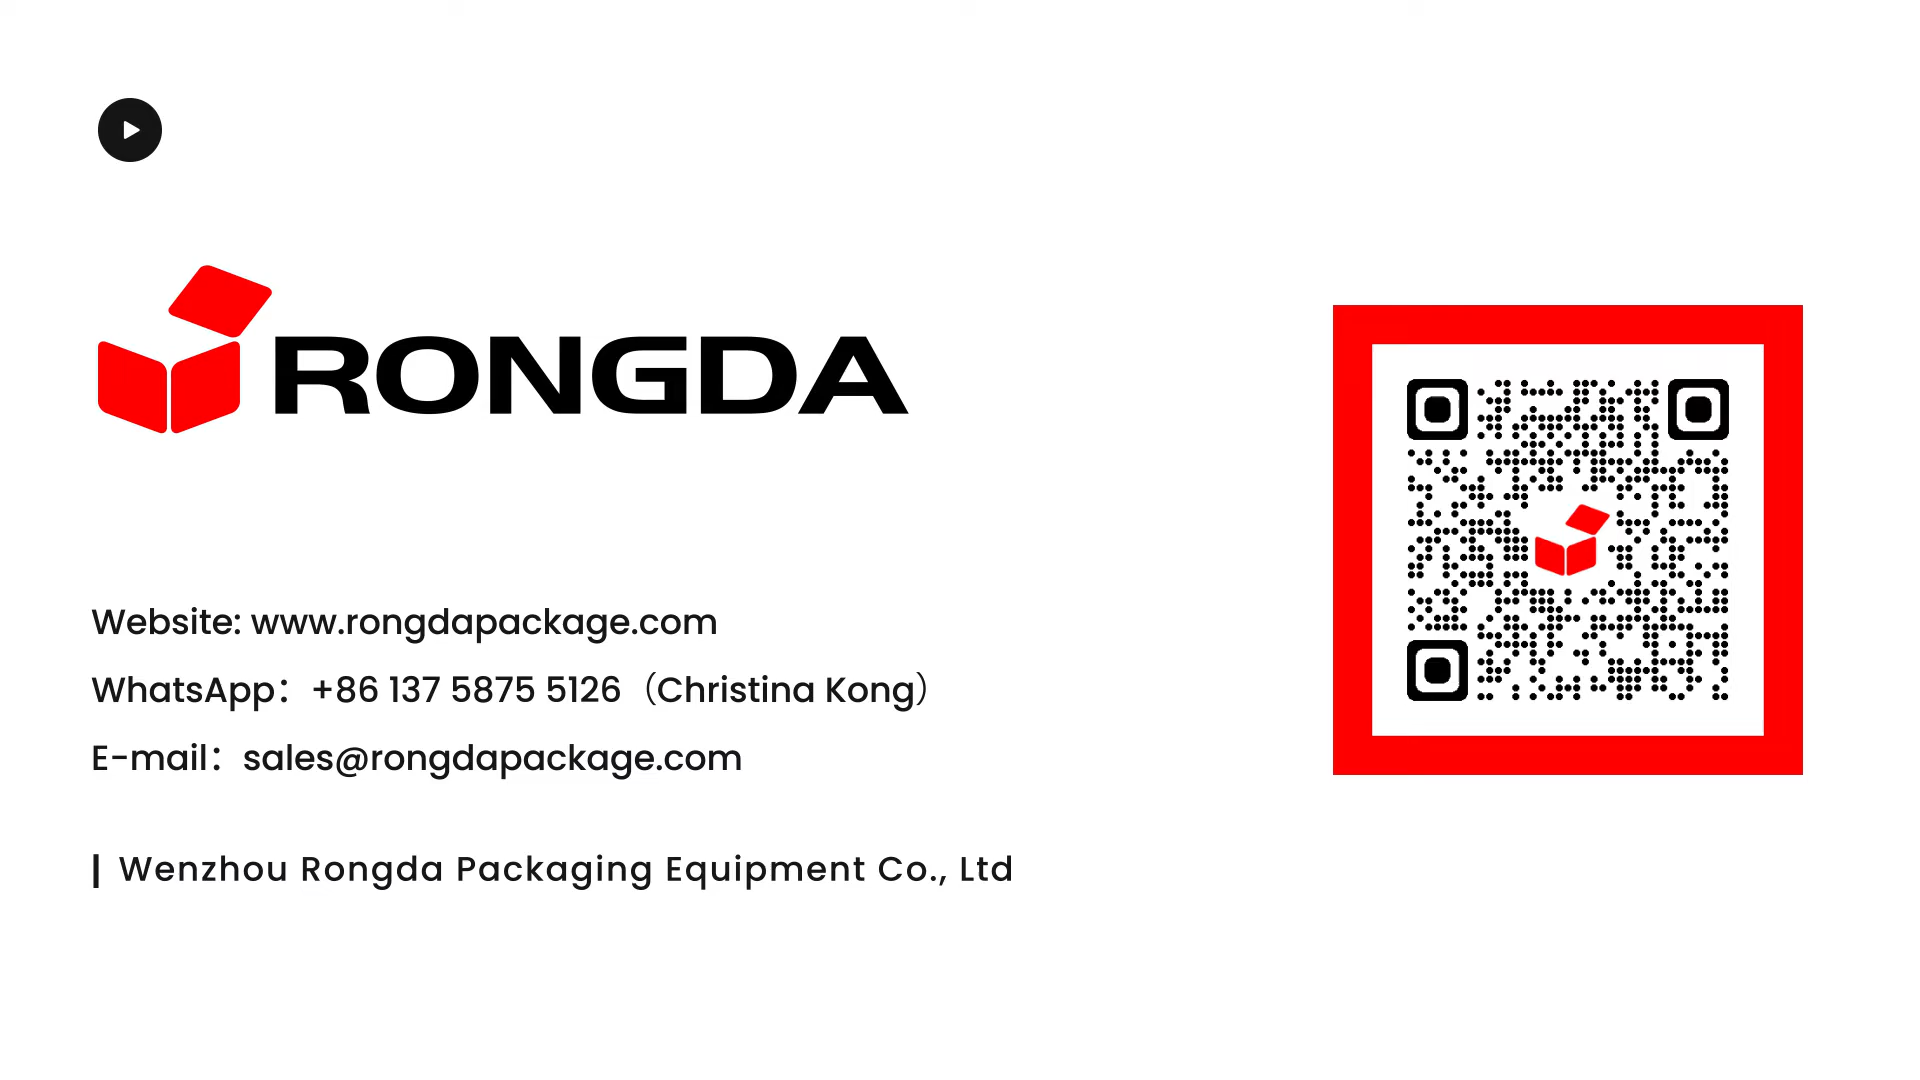 RONGDA
Website: www.rongdapackage.com
WhatsApp：+86 137 5875 5126（Christina Kong）
E-mail：sales@rongdapackage.com
| Wenzhou Rongda Packaging Equipment Co., Ltd